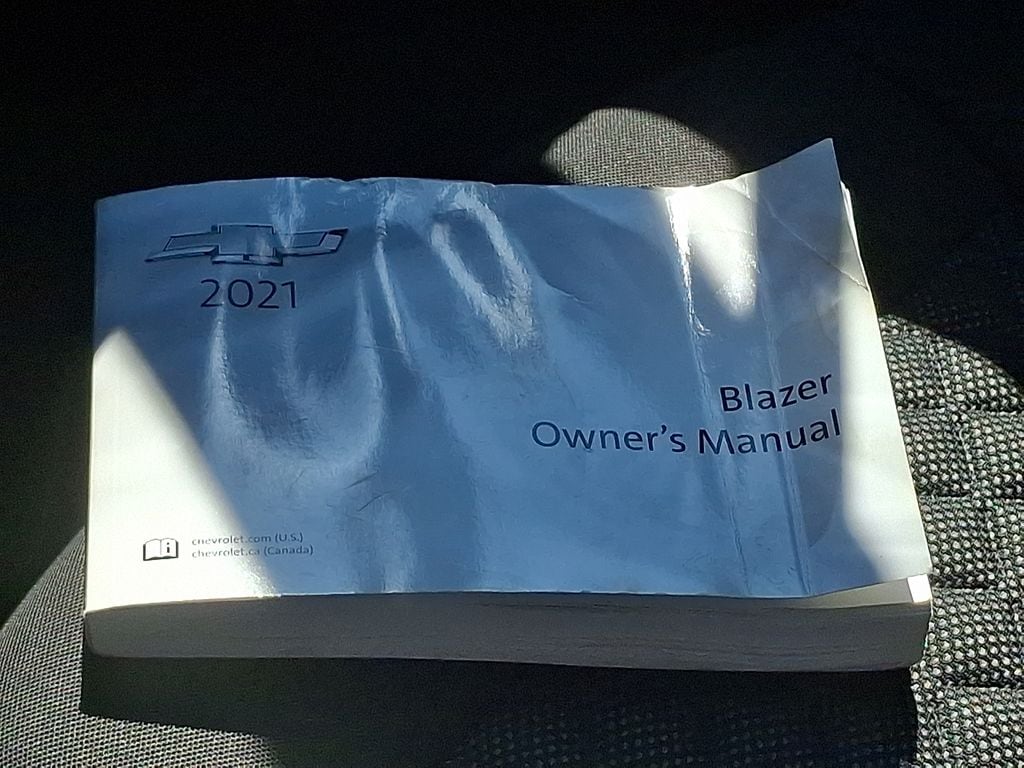 2021
Blazer
Owner's Manual
chevrolet.com (U.S.)
chevrolet.ca (Canada)